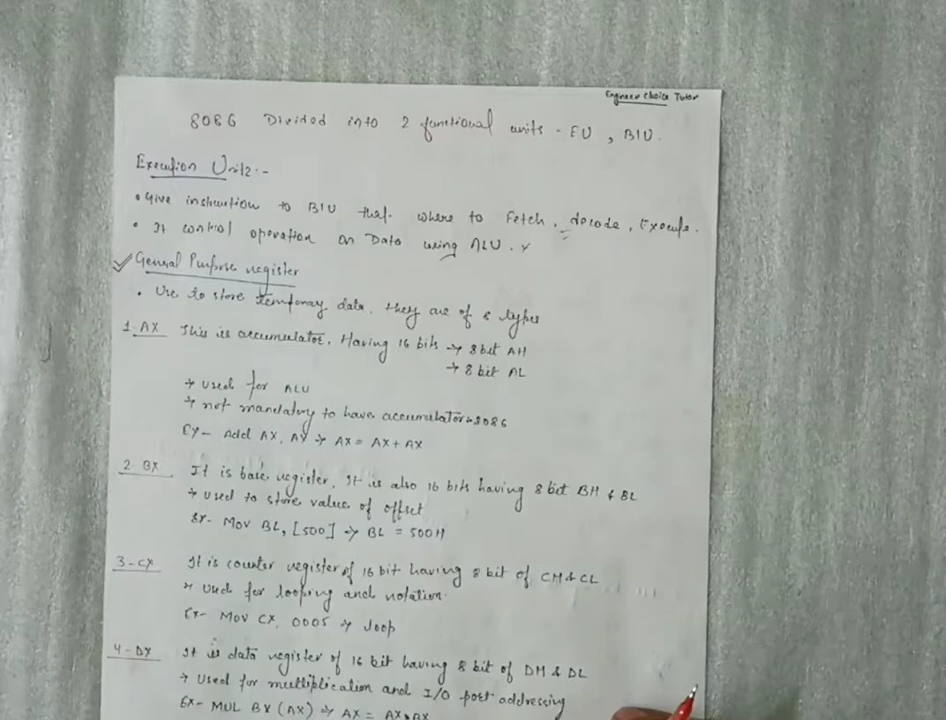 Engineer Choice Tutor
8086 Divided into 2 functional units - EU, BIU.
Execution Unit:-
• Give instruction to BIU that where to Fetch, decode, Execute.
• It control operation on Data using ALU.
General Purpose register
• Use to store temporary data. they are of 8 types
1. AX This is accumulator. Having 16 bits → 8 bit AH
→ 8 bit AL
→ used for ALU
→ not mandatory to have accumulator in 8086
Ex- Add AX, AX → AX = AX + AX
2- BX It is base register. It is also 16 bits having 8 bit BH & BL
→ used to store value of offset
Ex- Mov BL, [500] → BL = 500H
3-CX It is counter register of 16 bit having 8 bit of CH & CL
→ Used for looping and rotation.
Ex- Mov CX, 0005 → loop
4-DX It is data register of 16 bit having 8 bit of DH & DL
→ Used for multiplication and I/O port addressing
Ex- MUL BX (AX) → AX = AX*BX